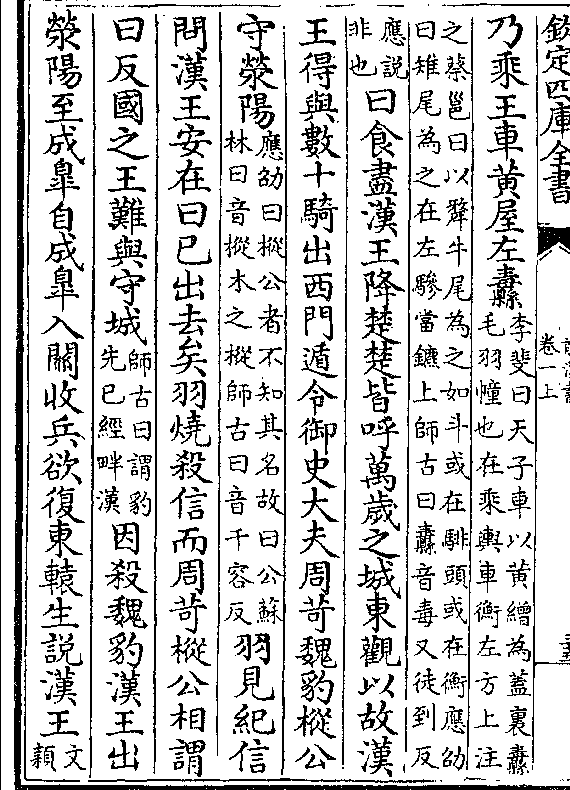 欽定四庫全書
卷一上
乃乘王車黄屋左纛李斐曰天子車以黄繒為蓋裏纛毛羽幢也在乘輿車衡左方上注
之蔡邕曰以犛牛尾為之如斗或在騑頭或在衡應劭曰雉尾為之在左驂當鑣上師古曰纛音毒又徒到反
應說非也曰食盡漢王降楚楚皆呼萬歲之城東觀以故漢
王得與數十騎出西門遁令御史大夫周苛魏豹樅公
守滎陽應劭曰樅公者不知其名故曰公蘇林曰音樅木之樅師古曰音千容反羽見紀信
問漢王安在曰已出去矣羽燒殺信而周苛樅公相謂
曰反國之王難與守城師古曰謂豹先已經畔漢因殺魏豹漢王出
滎陽至成臯自成臯入關收兵欲復東轅生説漢王文穎